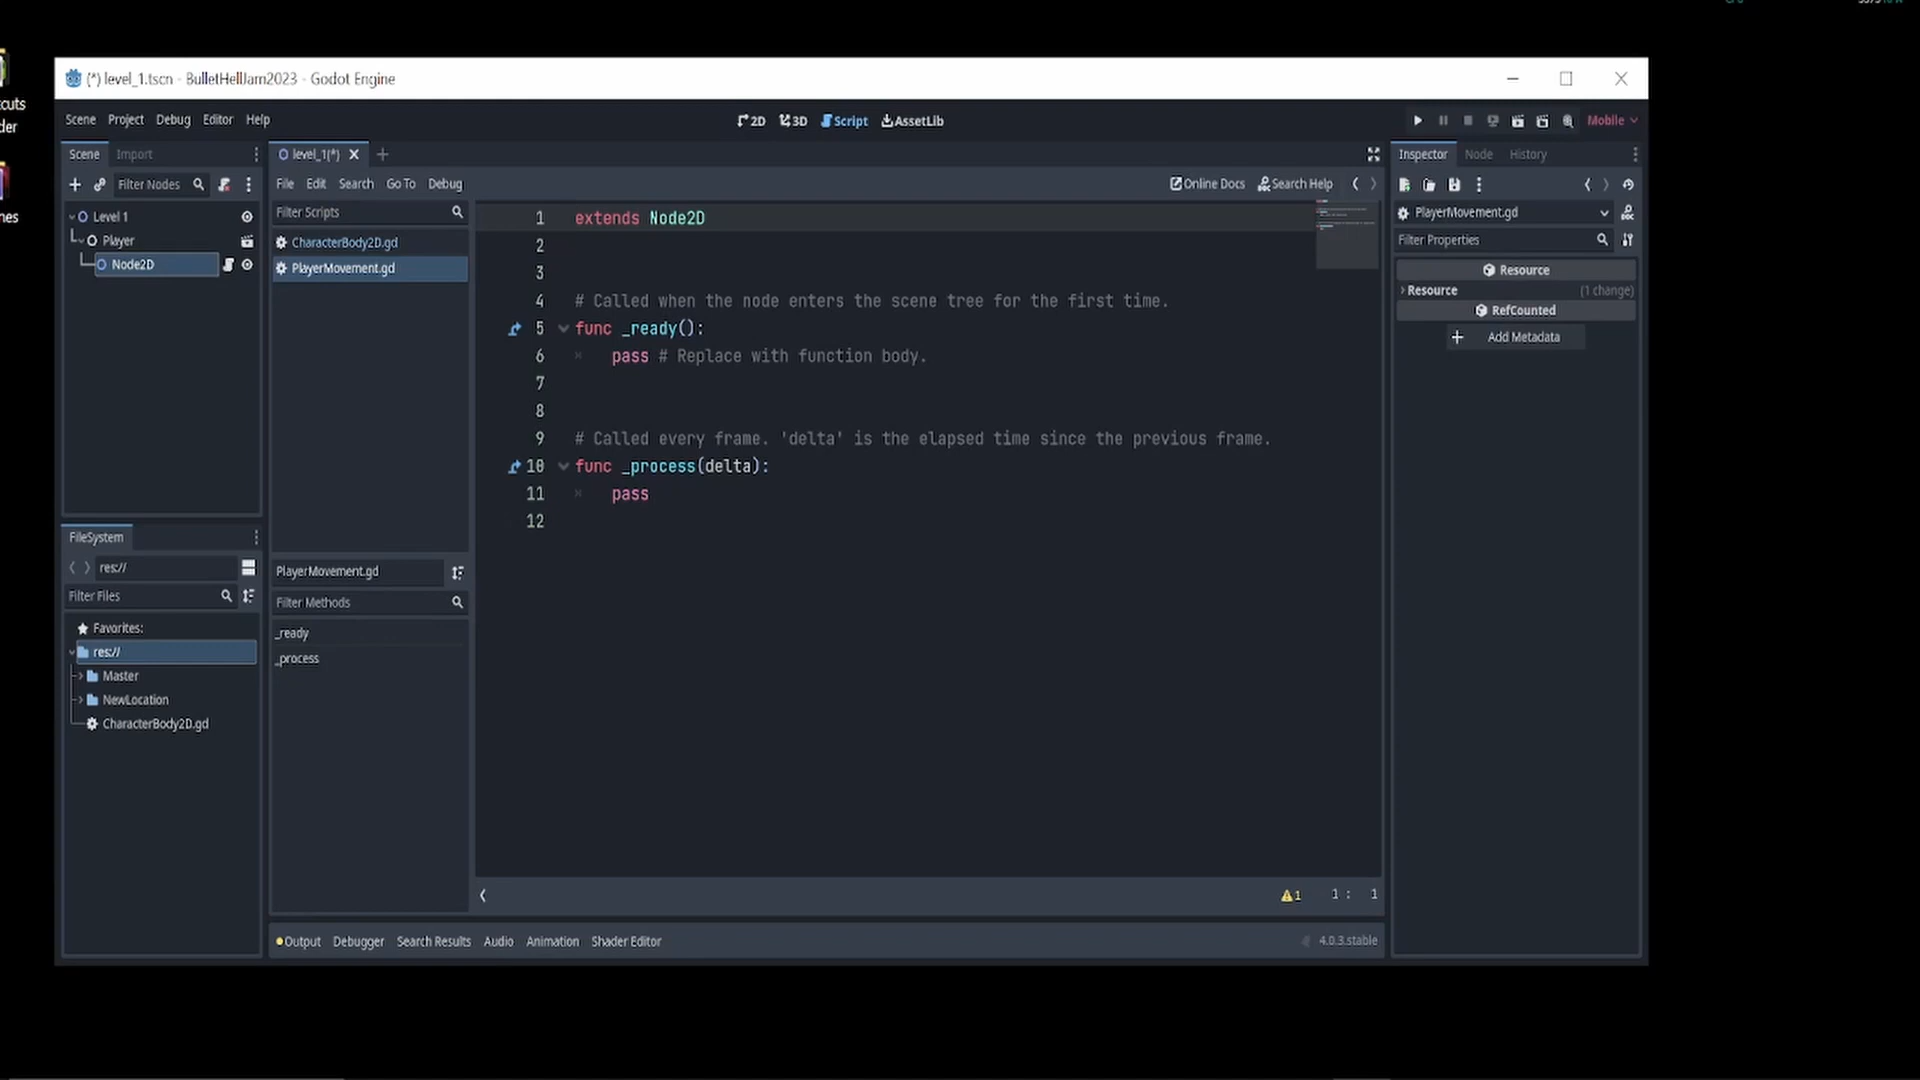 cuts
der
nes
(*) level_1.tscn - BulletHellJam2023 - Godot Engine
Scene Project Debug Editor Help
2D 3D Script AssetLib
Mobile
Scene Import
level_1(*)
Inspector Node History
Filter Nodes
File Edit Search Go To Debug
Online Docs Search Help
Level 1
Player
Node2D
Filter Scripts
CharacterBody2D.gd
PlayerMovement.gd
1 extends Node2D
2
3
4 # Called when the node enters the scene tree for the first time.
5 func _ready():
6 pass # Replace with function body.
7
8
9 # Called every frame. 'delta' is the elapsed time since the previous frame.
10 func _process(delta):
11 pass
12
PlayerMovement.gd
Filter Properties
Resource
Resource (1 change)
RefCounted
Add Metadata
FileSystem
res://
Filter Files
Favorites:
res://
Master
NewLocation
CharacterBody2D.gd
PlayerMovement.gd
Filter Methods
_ready
_process
1 1 : 1
Output Debugger Search Results Audio Animation Shader Editor
4.0.3.stable